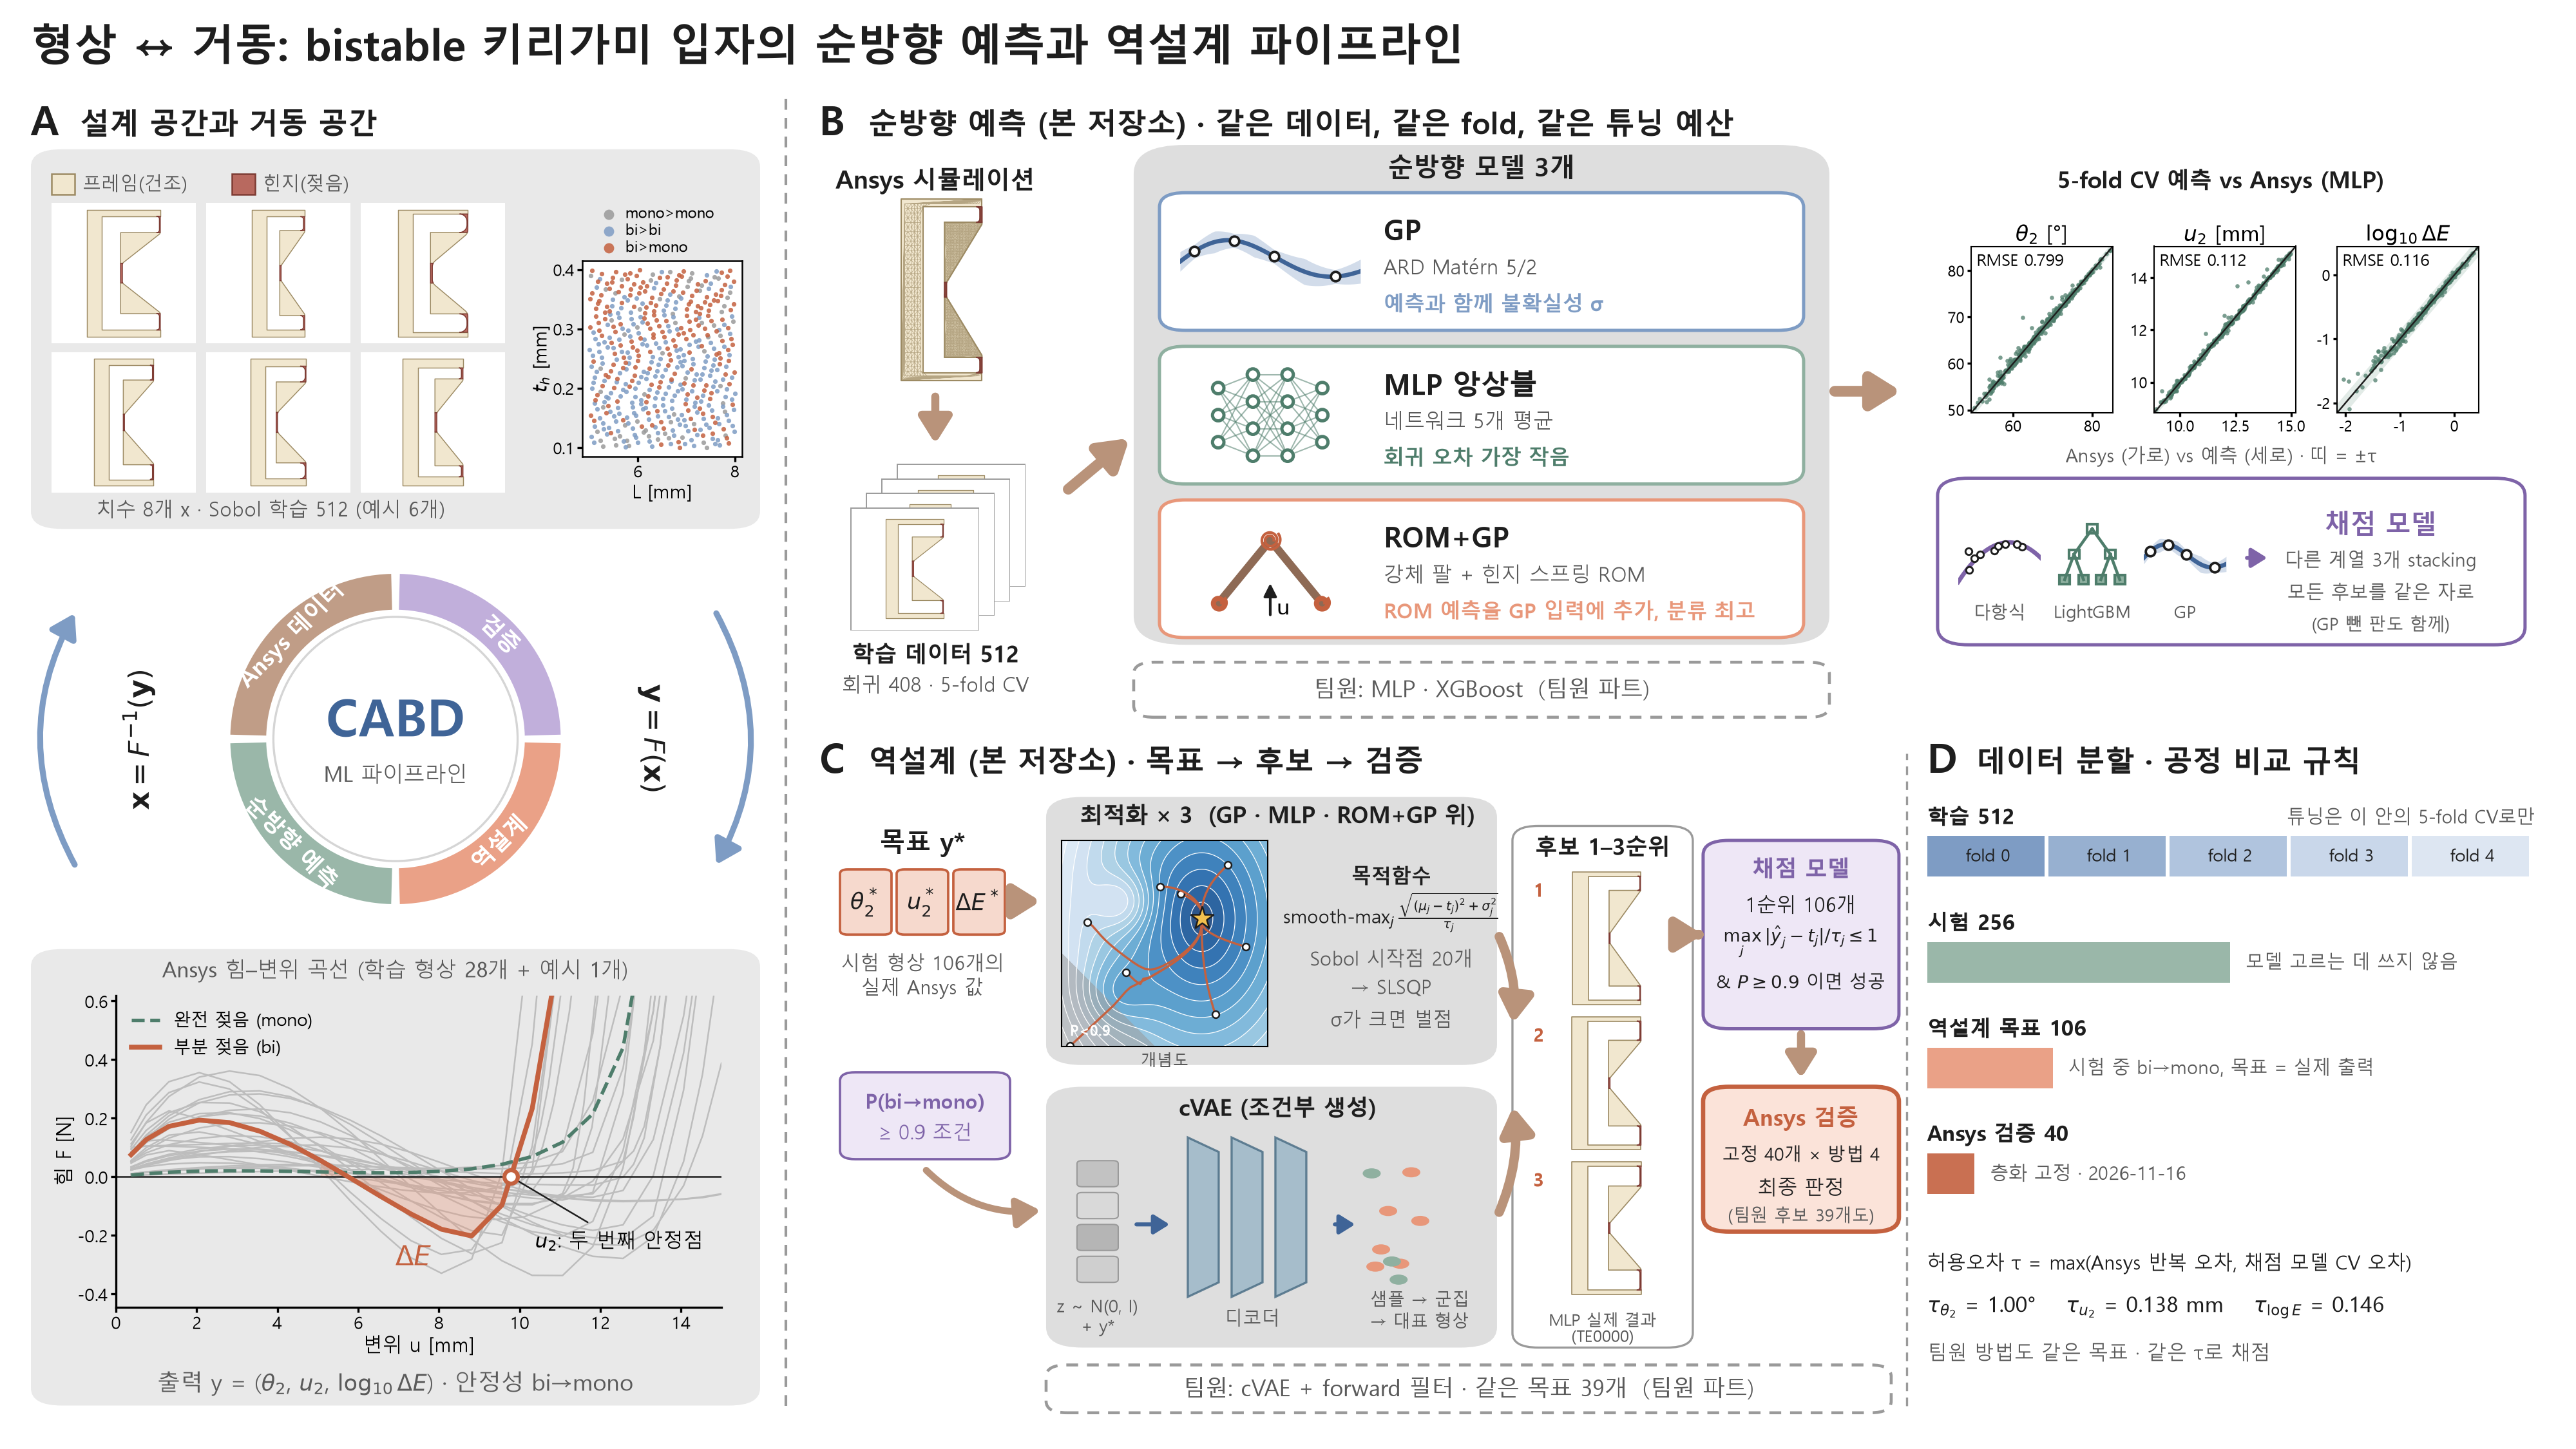 형상 ↔ 거동: bistable 키리가미 입자의 순방향 예측과 역설계 파이프라인
A 설계 공간과 거동 공간
프레임(건조)
힌지(젖음)
mono>mono
bi>bi
bi>mono
0.4
0.3
0.2
0.1
t_h [mm]
6
8
L [mm]
치수 8개 x · Sobol 학습 512 (예시 6개)
Ansys 데이터
검증
순방향 예측
역설계
CABD
ML 파이프라인
x = F⁻¹(y)
y = F(x)
Ansys 힘–변위 곡선 (학습 형상 28개 + 예시 1개)
완전 젖음 (mono)
부분 젖음 (bi)
0.6
0.4
0.2
0.0
-0.2
-0.4
힘 F [N]
ΔE
u₂: 두 번째 안정점
0 2 4 6 8 10 12 14
변위 u [mm]
출력 y = (θ₂, u₂, log₁₀ ΔE) · 안정성 bi→mono
B 순방향 예측 (본 저장소) · 같은 데이터, 같은 fold, 같은 튜닝 예산
Ansys 시뮬레이션
학습 데이터 512
회귀 408 · 5-fold CV
순방향 모델 3개
GP
ARD Matérn 5/2
예측과 함께 불확실성 σ
MLP 앙상블
네트워크 5개 평균
회귀 오차 가장 작음
ROM+GP
강체 팔 + 힌지 스프링 ROM
ROM 예측을 GP 입력에 추가, 분류 최고
u
팀원: MLP · XGBoost (팀원 파트)
5-fold CV 예측 vs Ansys (MLP)
θ₂ [°]
RMSE 0.799
80
70
60
50
60 80
u₂ [mm]
RMSE 0.112
14
12
10
10.0 12.5 15.0
log₁₀ ΔE
RMSE 0.116
0
-1
-2
-2 -1 0
Ansys (가로) vs 예측 (세로) · 띠 = ±τ
다항식
LightGBM
GP
채점 모델
다른 계열 3개 stacking
모든 후보를 같은 자로
(GP 뺀 판도 함께)
C 역설계 (본 저장소) · 목표 → 후보 → 검증
목표 y*
θ₂* u₂* ΔE*
시험 형상 106개의
실제 Ansys 값
P(bi→mono)
≥ 0.9 조건
최적화 × 3 (GP · MLP · ROM+GP 위)
P<0.9
개념도
목적함수
smooth-max_j √((μ_j − t_j)² + σ_j²) / τ_j
Sobol 시작점 20개
→ SLSQP
σ가 크면 벌점
cVAE (조건부 생성)
z ~ N(0, I)
+ y*
디코더
샘플 → 군집
→ 대표 형상
후보 1–3순위
1
2
3
MLP 실제 결과
(TE0000)
채점 모델
1순위 106개
max_j |ŷ_j − t_j|/τ_j ≤ 1
& P ≥ 0.9 이면 성공
Ansys 검증
고정 40개 × 방법 4
최종 판정
(팀원 후보 39개도)
팀원: cVAE + forward 필터 · 같은 목표 39개 (팀원 파트)
D 데이터 분할 · 공정 비교 규칙
학습 512
튜닝은 이 안의 5-fold CV로만
fold 0 fold 1 fold 2 fold 3 fold 4
시험 256
모델 고르는 데 쓰지 않음
역설계 목표 106
시험 중 bi→mono, 목표 = 실제 출력
Ansys 검증 40
층화 고정 · 2026-11-16
허용오차 τ = max(Ansys 반복 오차, 채점 모델 CV 오차)
τ_θ₂ = 1.00° τ_u₂ = 0.138 mm τ_log E = 0.146
팀원 방법도 같은 목표 · 같은 τ로 채점